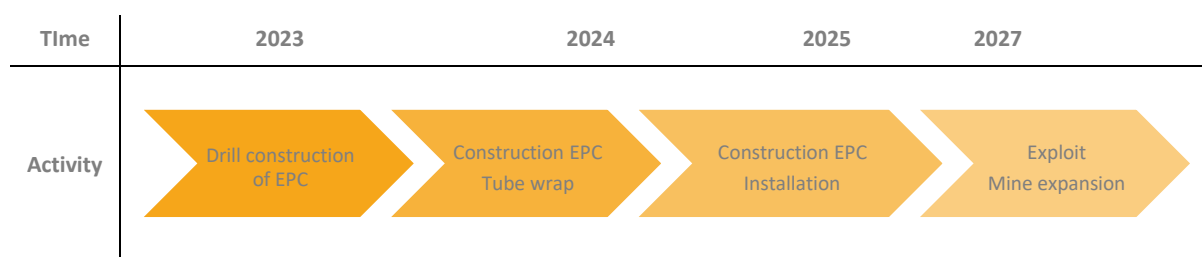 TIme 2023 2024 2025 2027
Activity
Drill construction
of EPC
Construction EPC
Tube wrap
Construction EPC
Installation
Exploit
Mine expansion